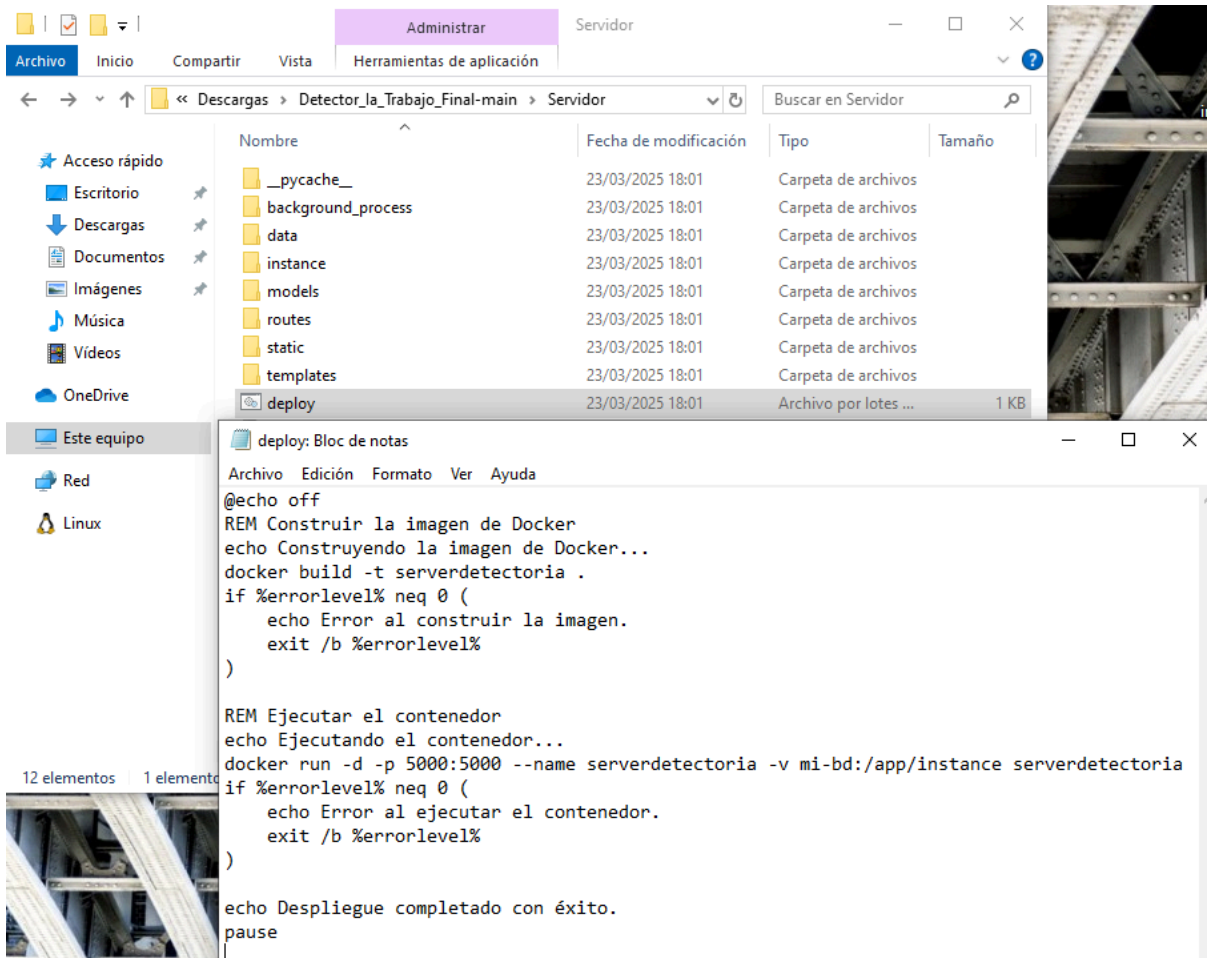 Administrar
Servidor
Archivo Inicio Compartir Vista Herramientas de aplicación
« Descargas > Detector_la_Trabajo_Final-main > Servidor
Buscar en Servidor
Nombre Fecha de modificación Tipo Tamaño
Acceso rápido
Escritorio
Descargas
Documentos
Imágenes
Música
Vídeos
OneDrive
Este equipo
Red
Linux
__pycache__ 23/03/2025 18:01 Carpeta de archivos
background_process 23/03/2025 18:01 Carpeta de archivos
data 23/03/2025 18:01 Carpeta de archivos
instance 23/03/2025 18:01 Carpeta de archivos
models 23/03/2025 18:01 Carpeta de archivos
routes 23/03/2025 18:01 Carpeta de archivos
static 23/03/2025 18:01 Carpeta de archivos
templates 23/03/2025 18:01 Carpeta de archivos
deploy 23/03/2025 18:01 Archivo por lotes ... 1 KB
12 elementos 1 elemento
deploy: Bloc de notas
Archivo Edición Formato Ver Ayuda
@echo off
REM Construir la imagen de Docker
echo Construyendo la imagen de Docker...
docker build -t serverdetectoria .
if %errorlevel% neq 0 (
    echo Error al construir la imagen.
    exit /b %errorlevel%
)
REM Ejecutar el contenedor
echo Ejecutando el contenedor...
docker run -d -p 5000:5000 --name serverdetectoria -v mi-bd:/app/instance serverdetectoria
if %errorlevel% neq 0 (
    echo Error al ejecutar el contenedor.
    exit /b %errorlevel%
)
echo Despliegue completado con éxito.
pause